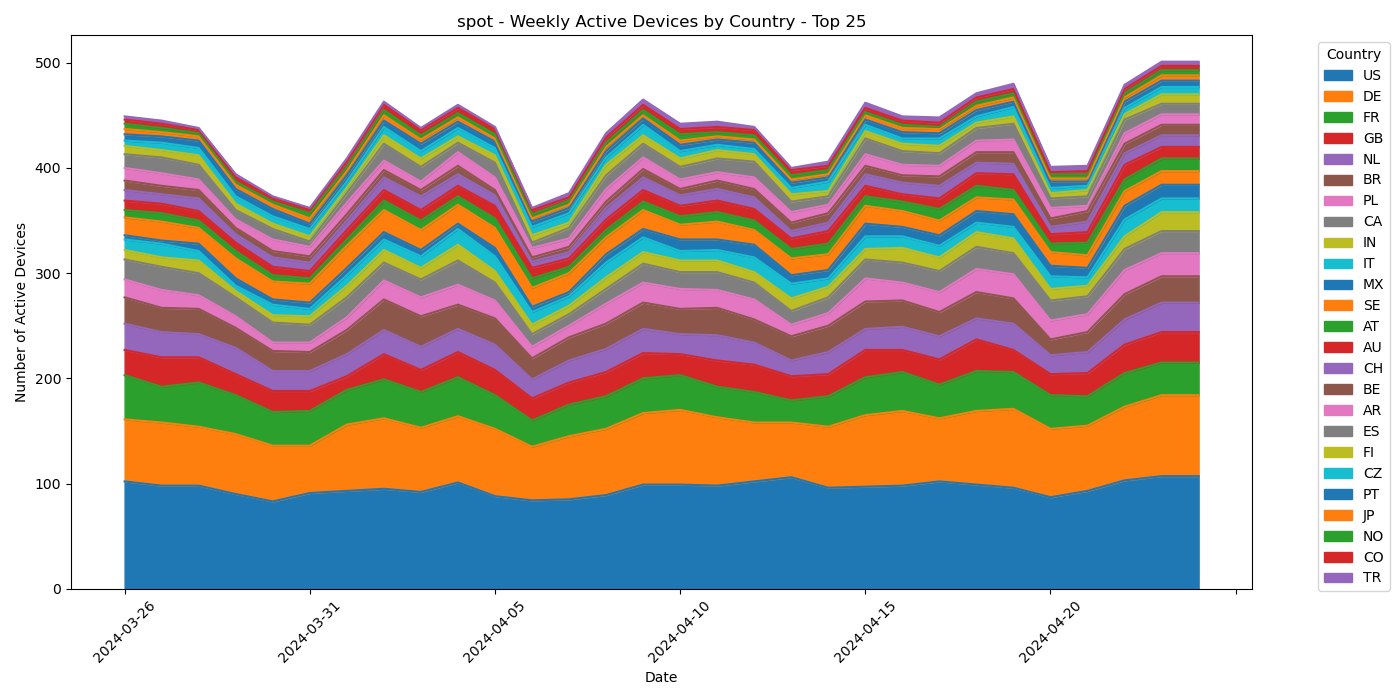 spot - Weekly Active Devices by Country - Top 25
Number of Active Devices
500
400
300
200
100
0
2024-03-26
2024-03-31
2024-04-05
2024-04-10
2024-04-15
2024-04-20
Date
Country
US
DE
FR
GB
NL
BR
PL
CA
IN
IT
MX
SE
AT
AU
CH
BE
AR
ES
FI
CZ
PT
JP
NO
CO
TR